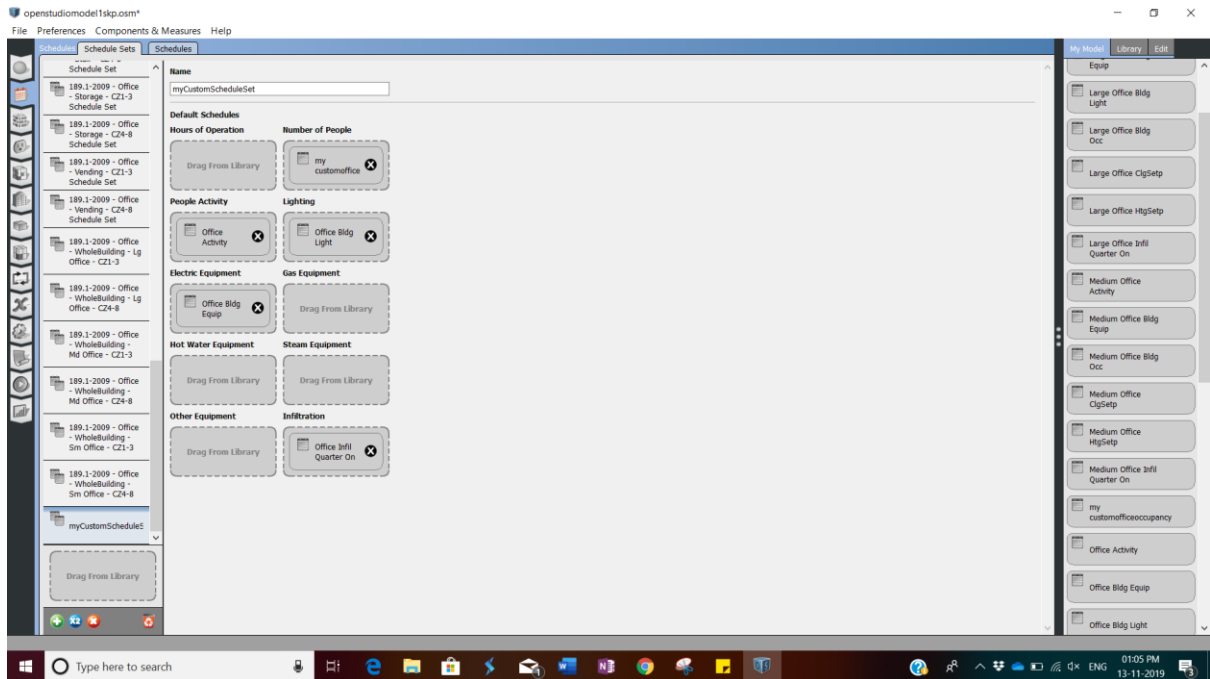 openstudiomodel1skp.osm*
File Preferences Components & Measures Help
Schedules Schedule Sets Schedules
My Model Library Edit
Schedule Set
189.1-2009 - Office
- Storage - CZ1-3
Schedule Set
189.1-2009 - Office
- Storage - CZ4-8
Schedule Set
189.1-2009 - Office
- Vending - CZ1-3
Schedule Set
189.1-2009 - Office
- Vending - CZ4-8
Schedule Set
189.1-2009 - Office
- WholeBuilding - Lg
Office - CZ1-3
189.1-2009 - Office
- WholeBuilding - Lg
Office - CZ4-8
189.1-2009 - Office
- WholeBuilding -
Md Office - CZ1-3
189.1-2009 - Office
- WholeBuilding -
Md Office - CZ4-8
189.1-2009 - Office
- WholeBuilding -
Sm Office - CZ1-3
189.1-2009 - Office
- WholeBuilding -
Sm Office - CZ4-8
myCustomScheduleS
Drag From Library
x2
Name
myCustomScheduleSet
Default Schedules
Hours of Operation Number of People
Drag From Library
my
customoffice
People Activity Lighting
Office
Activity
Office Bldg
Light
Electric Equipment Gas Equipment
Office Bldg
Equip
Drag From Library
Hot Water Equipment Steam Equipment
Drag From Library Drag From Library
Other Equipment Infiltration
Drag From Library
Office Infil
Quarter On
Equip
Large Office Bldg
Light
Large Office Bldg
Occ
Large Office ClgSetp
Large Office HtgSetp
Large Office Infil
Quarter On
Medium Office
Activity
Medium Office Bldg
Equip
Medium Office Bldg
Occ
Medium Office
ClgSetp
Medium Office
HtgSetp
Medium Office Infil
Quarter On
my
customofficeoccupancy
Office Activity
Office Bldg Equip
Office Bldg Light
Type here to search
ENG
01:05 PM
13-11-2019